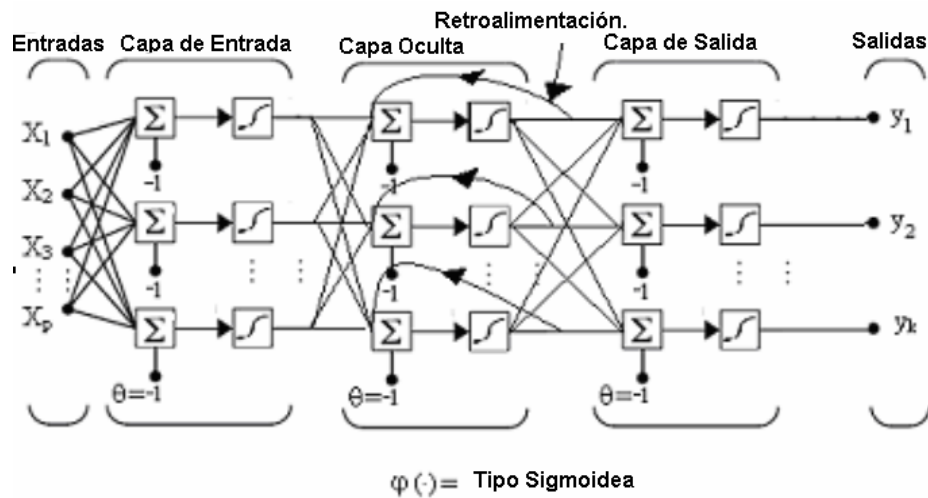 Retroalimentación.
Entradas Capa de Entrada Capa Oculta Capa de Salida Salidas
X1 Σ Σ Σ y1
-1 -1 -1
X2 Σ Σ Σ y2
X3
-1 -1 -1
Xp Σ Σ Σ yk
θ=-1 θ=-1 θ=-1
φ(·)= Tipo Sigmoidea